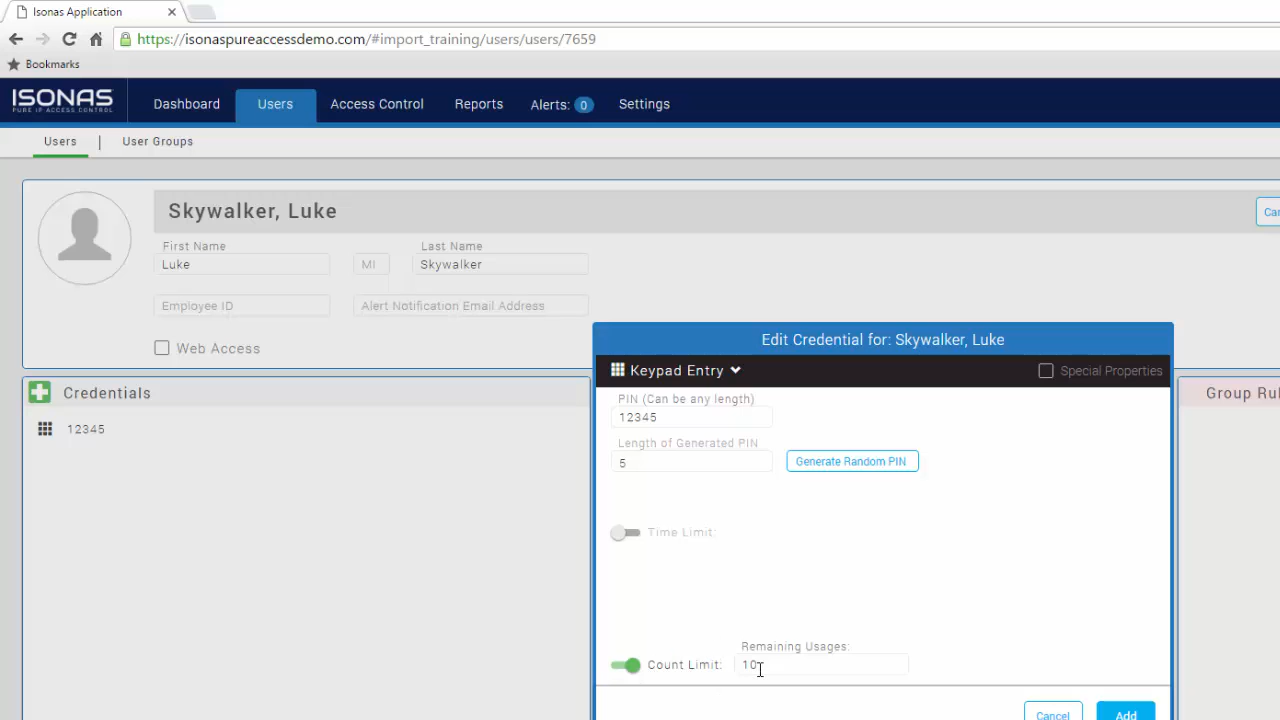 Isonas Application
https://isonaspureaccessdemo.com/#import_training/users/users/7659
Bookmarks
ISONAS
PURE IP ACCESS CONTROL
Dashboard Users Access Control Reports Alerts: 0 Settings
Users | User Groups
Skywalker, Luke
First Name Last Name
Luke MI Skywalker
Employee ID Alert Notification Email Address
Web Access
Credentials
12345
Edit Credential for: Skywalker, Luke
Keypad Entry Special Properties
PIN (Can be any length)
12345
Length of Generated PIN
5 Generate Random PIN
Time Limit:
Remaining Usages:
Count Limit: 10
Cancel Add
Group